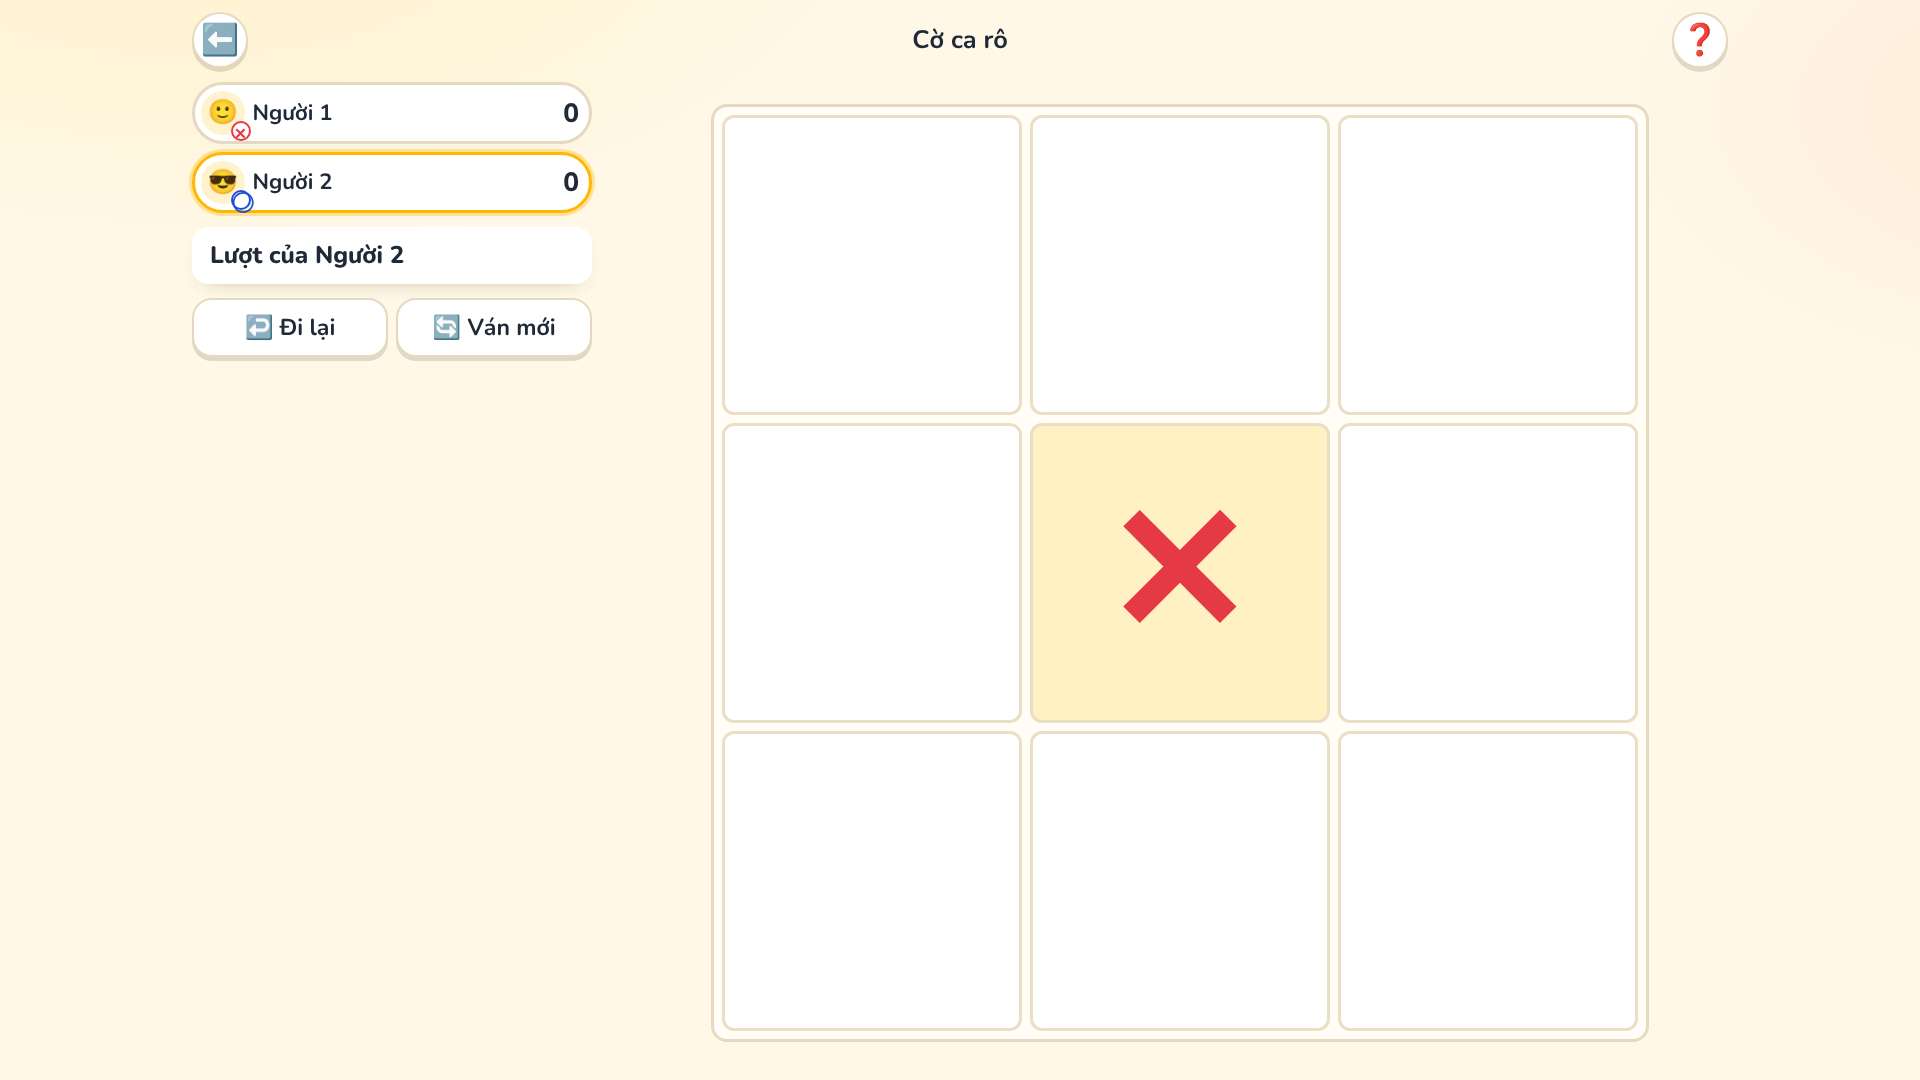 Cờ ca rô
Người 1
0
Người 2
0
Lượt của Người 2
Đi lại
Ván mới